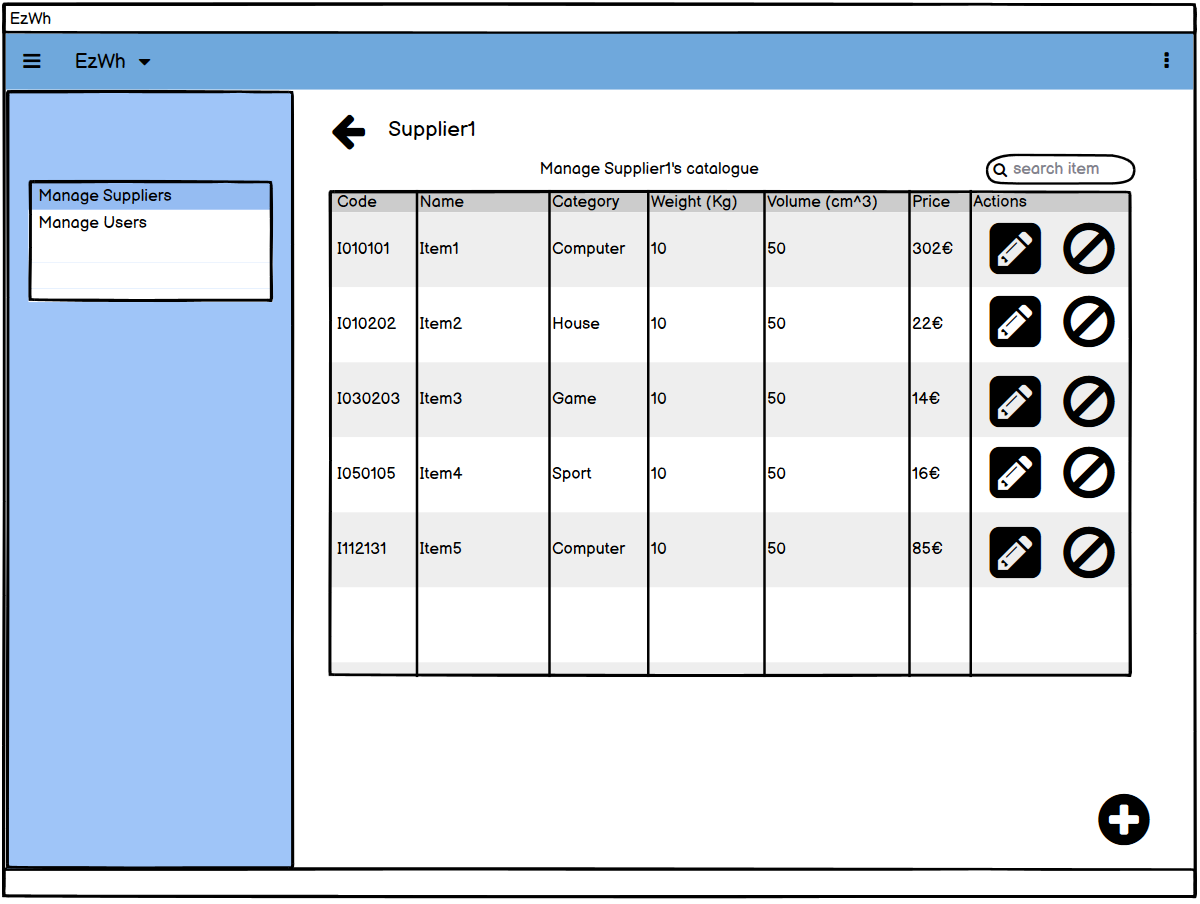 EzWh
EzWh
Supplier1
Manage Supplier1's catalogue
search item
Manage Suppliers
Manage Users
Code Name Category Weight (Kg) Volume (cm^3) Price Actions
I010101 Item1 Computer 10 50 302€
I010202 Item2 House 10 50 22€
I030203 Item3 Game 10 50 14€
I050105 Item4 Sport 10 50 16€
I112131 Item5 Computer 10 50 85€